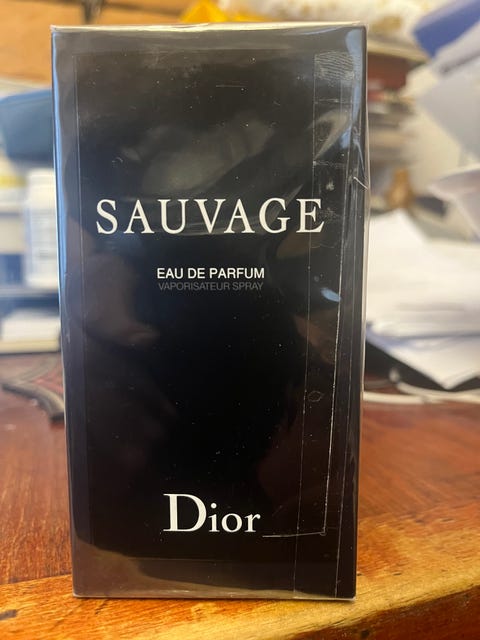 SAUVAGE
EAU DE PARFUM
VAPORISATEUR SPRAY
Dior